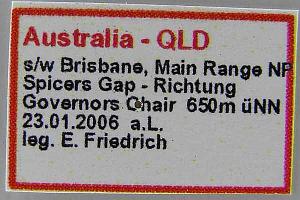 Australia - QLD
s/w Brisbane, Main Range NP
Spicers Gap - Richtung
Governors Chair 650m üNN
23.01.2006 a.L.
leg. E. Friedrich